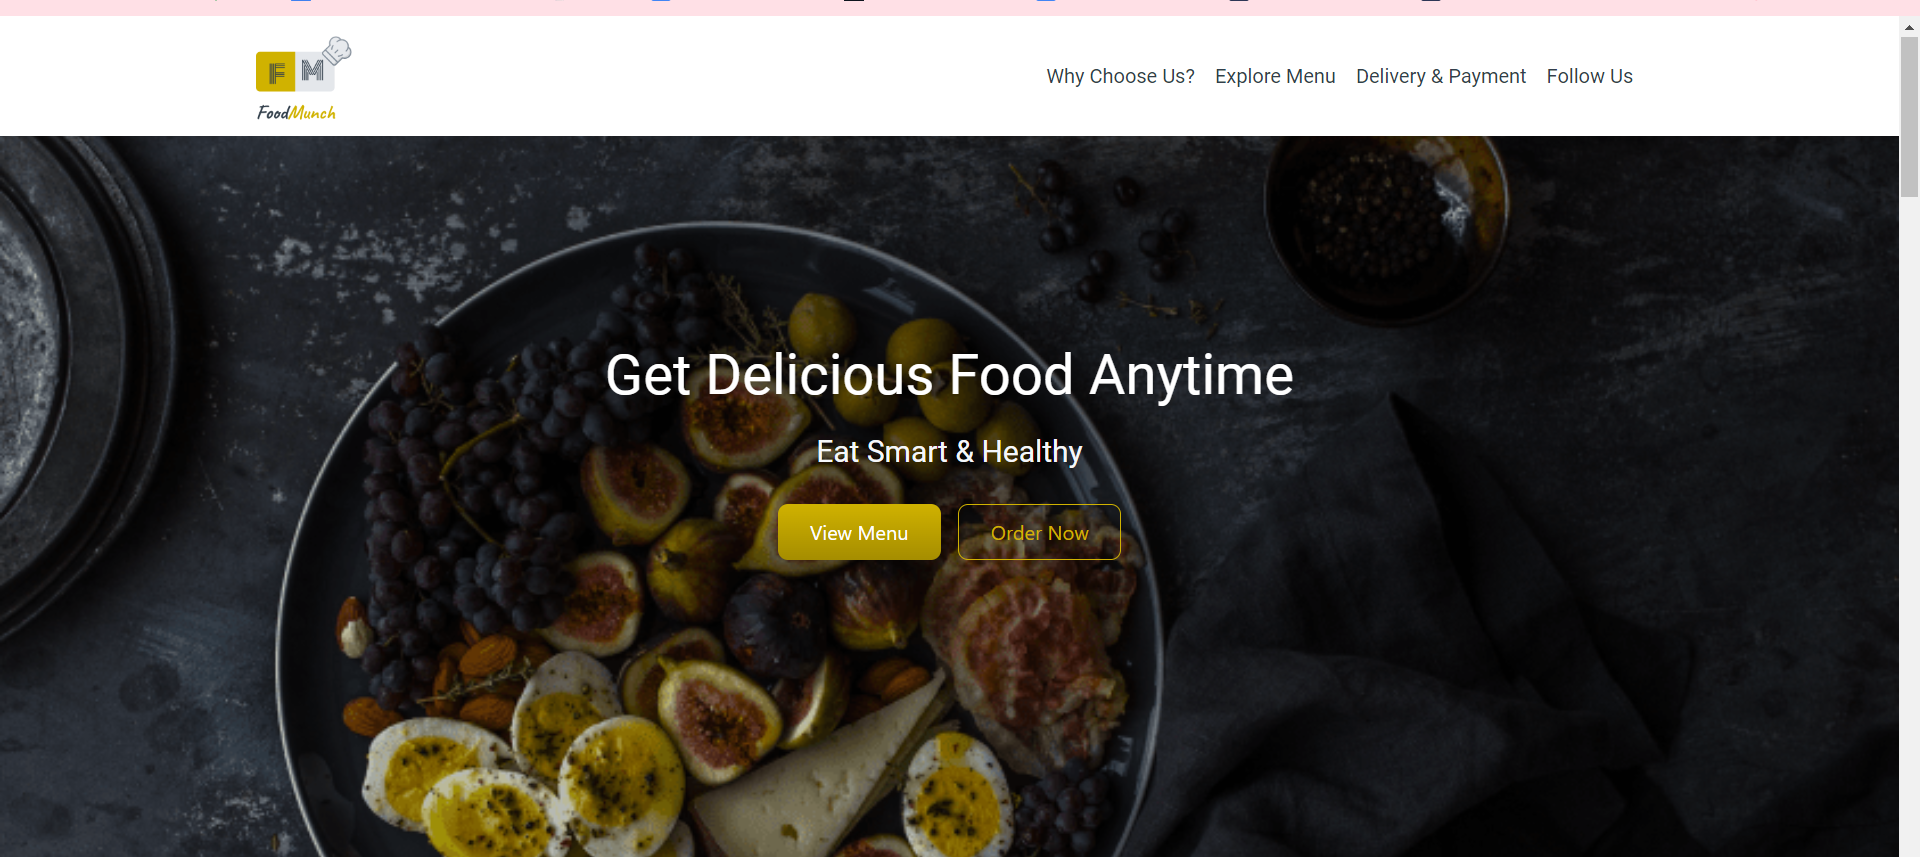 F M
FoodMunch
Why Choose Us? Explore Menu Delivery & Payment Follow Us
Get Delicious Food Anytime
Eat Smart & Healthy
View Menu Order Now